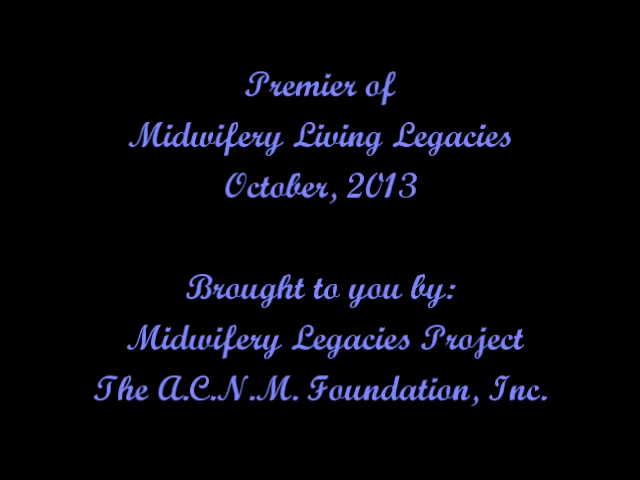 Premier of
Midwifery Living Legacies
October, 2013
Brought to you by:
Midwifery Legacies Project
The A.C.N.M. Foundation, Inc.